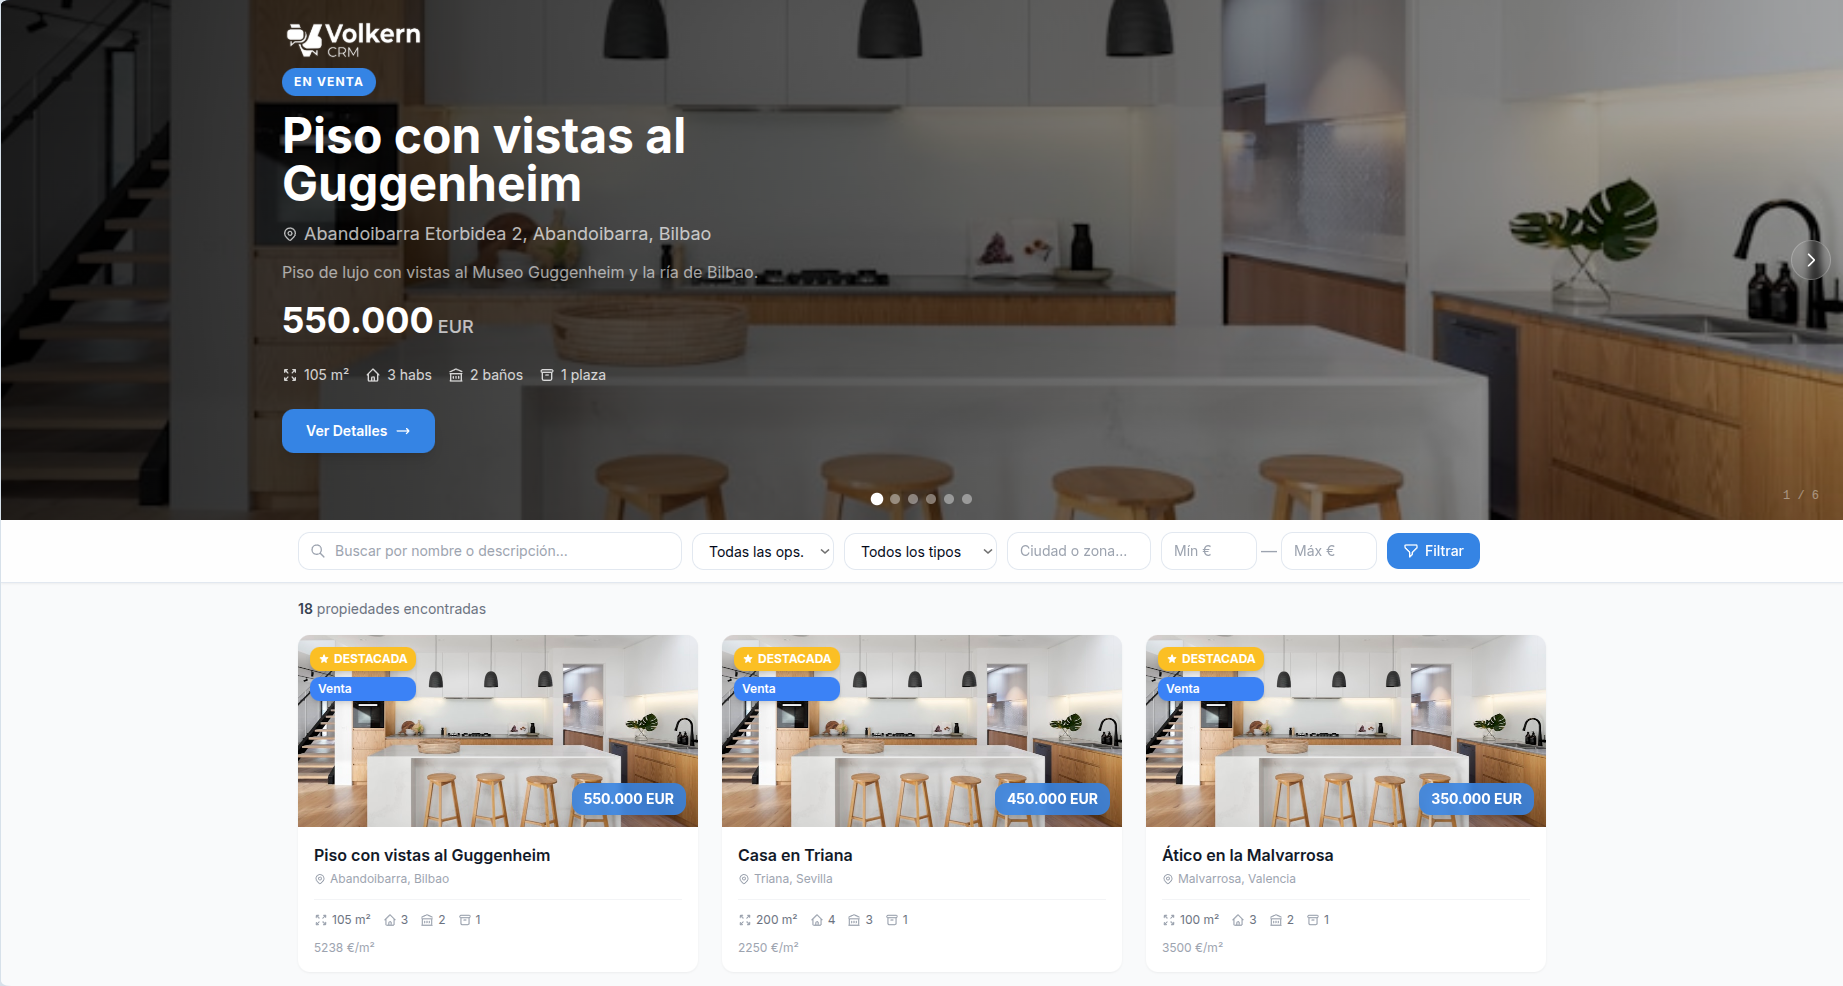 Volkern
CRM
EN VENTA
Piso con vistas al
Guggenheim
Abandoibarra Etorbidea 2, Abandoibarra, Bilbao
Piso de lujo con vistas al Museo Guggenheim y la ría de Bilbao.
550.000 EUR
105 m² 3 habs 2 baños 1 plaza
Ver Detalles →
1 / 6
Buscar por nombre o descripción... Todas las ops. Todos los tipos Ciudad o zona... Mín € — Máx € Filtrar
18 propiedades encontradas
★ DESTACADA
Venta
550.000 EUR
Piso con vistas al Guggenheim
Abandoibarra, Bilbao
105 m² 3 2 1
5238 €/m²
★ DESTACADA
Venta
450.000 EUR
Casa en Triana
Triana, Sevilla
200 m² 4 3 1
2250 €/m²
★ DESTACADA
Venta
350.000 EUR
Ático en la Malvarrosa
Malvarrosa, Valencia
100 m² 3 2 1
3500 €/m²